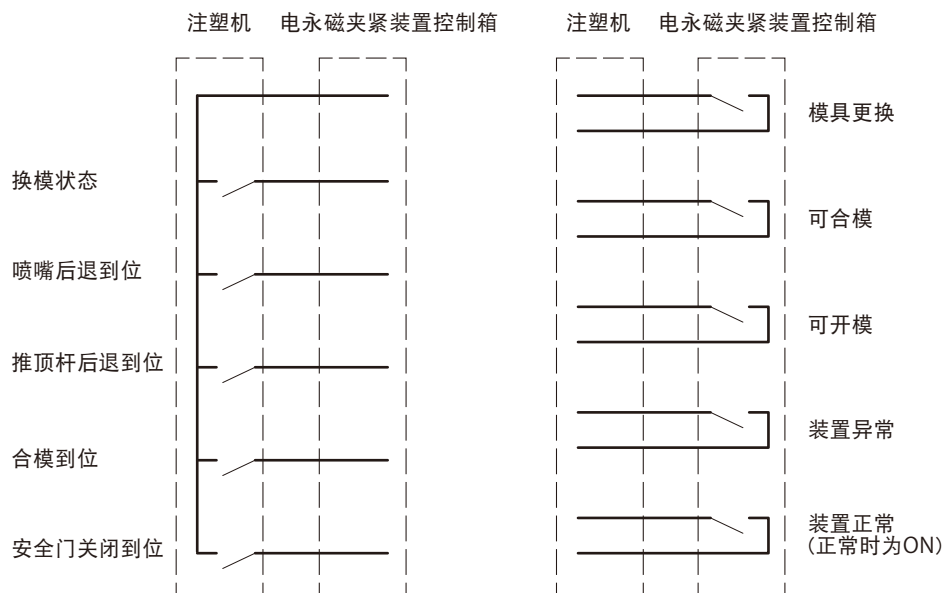 注塑机 电永磁夹紧装置控制箱
换模状态
喷嘴后退到位
推顶杆后退到位
合模到位
安全门关闭到位
注塑机 电永磁夹紧装置控制箱
模具更换
可合模
可开模
装置异常
装置正常
(正常时为ON)